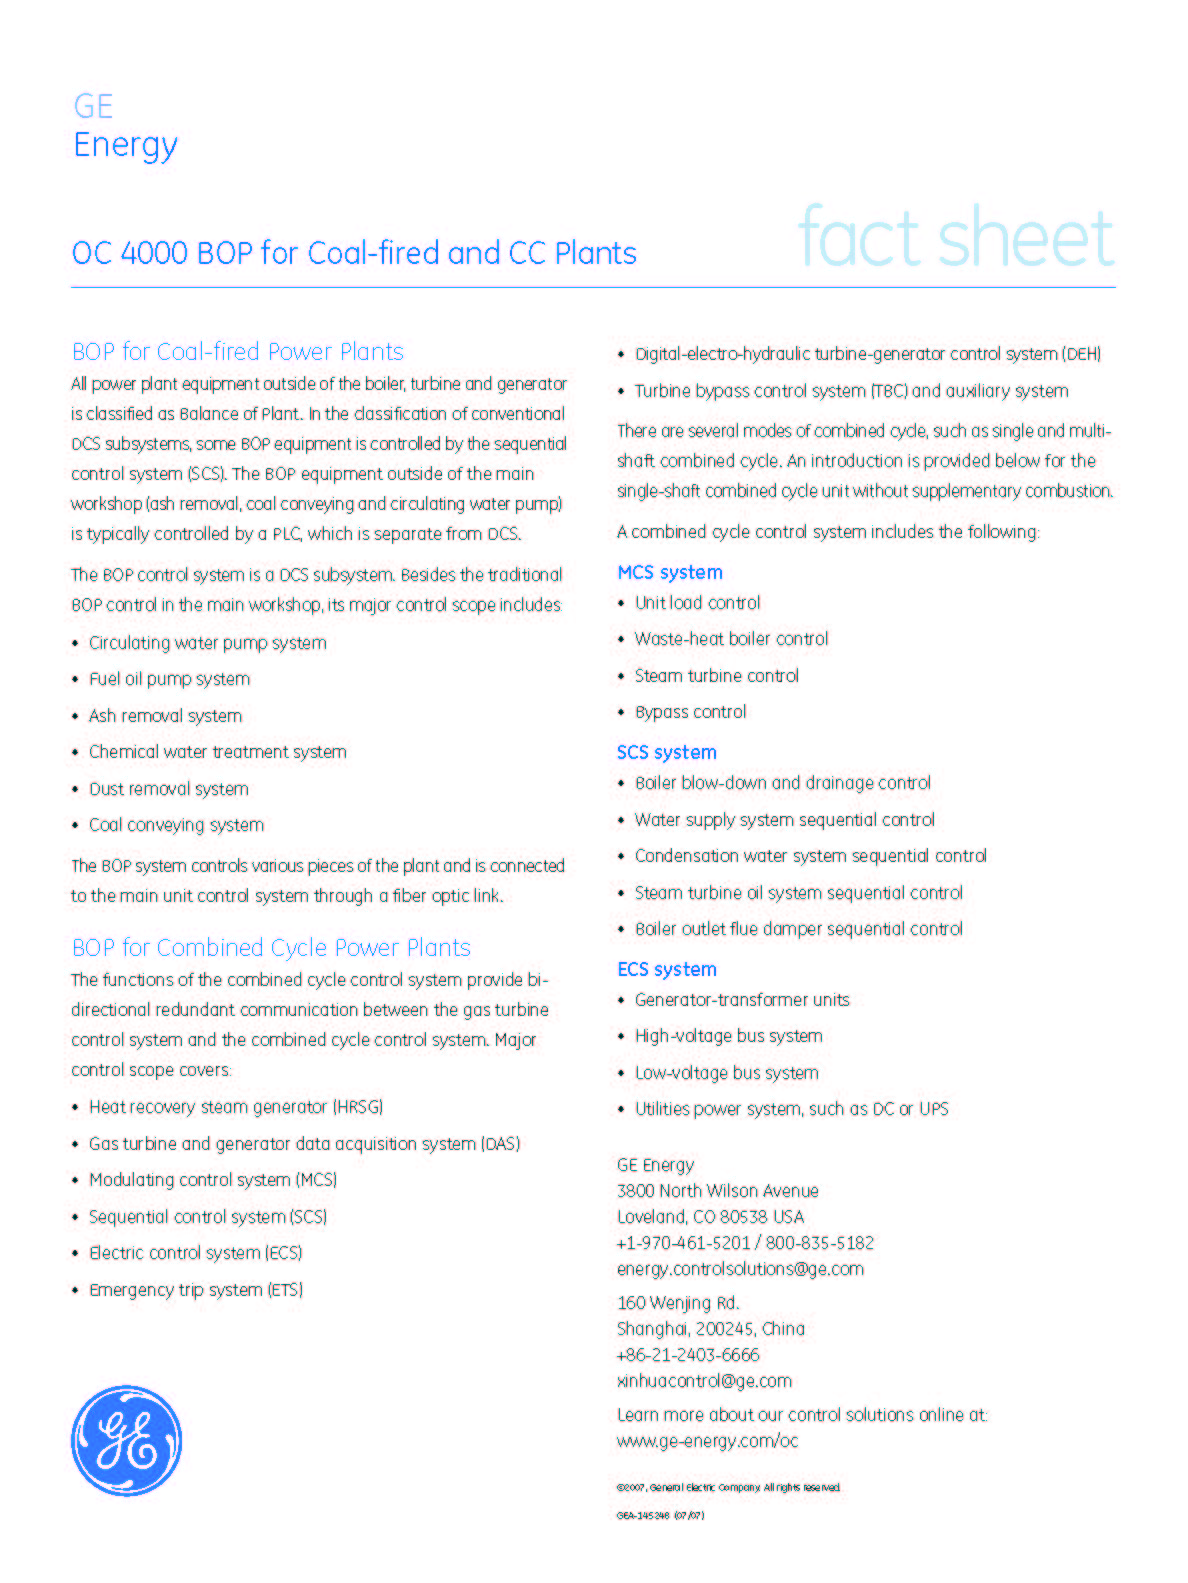 GE
Energy
fact sheet
OC 4000 BOP for Coal-fired and CC Plants
BOP for Coal-fired Power Plants
All power plant equipment outside of the boiler, turbine and generator
is classified as Balance of Plant. In the classification of conventional
DCS subsystems, some BOP equipment is controlled by the sequential
control system (SCS). The BOP equipment outside of the main
workshop (ash removal, coal conveying and circulating water pump)
is typically controlled by a PLC, which is separate from DCS.
The BOP control system is a DCS subsystem. Besides the traditional
BOP control in the main workshop, its major control scope includes:
• Circulating water pump system
• Fuel oil pump system
• Ash removal system
• Chemical water treatment system
• Dust removal system
• Coal conveying system
The BOP system controls various pieces of the plant and is connected
to the main unit control system through a fiber optic link.
BOP for Combined Cycle Power Plants
The functions of the combined cycle control system provide bi-
directional redundant communication between the gas turbine
control system and the combined cycle control system. Major
control scope covers:
• Heat recovery steam generator (HRSG)
• Gas turbine and generator data acquisition system (DAS)
• Modulating control system (MCS)
• Sequential control system (SCS)
• Electric control system (ECS)
• Emergency trip system (ETS)
• Digital-electro-hydraulic turbine-generator control system (DEH)
• Turbine bypass control system (TBC) and auxiliary system
There are several modes of combined cycle, such as single and multi-
shaft combined cycle. An introduction is provided below for the
single-shaft combined cycle unit without supplementary combustion.
A combined cycle control system includes the following:
MCS system
• Unit load control
• Waste-heat boiler control
• Steam turbine control
• Bypass control
SCS system
• Boiler blow-down and drainage control
• Water supply system sequential control
• Condensation water system sequential control
• Steam turbine oil system sequential control
• Boiler outlet flue damper sequential control
ECS system
• Generator-transformer units
• High-voltage bus system
• Low-voltage bus system
• Utilities power system, such as DC or UPS
GE Energy
3800 North Wilson Avenue
Loveland, CO 80538 USA
+1-970-461-5201 / 800-835-5182
energy.controlsolutions@ge.com
160 Wenjing Rd.
Shanghai, 200245, China
+86-21-2403-6666
xinhuacontrol@ge.com
Learn more about our control solutions online at:
www.ge-energy.com/oc
©2007, General Electric Company. All rights reserved.
GEA-14524B (07/07)
GE